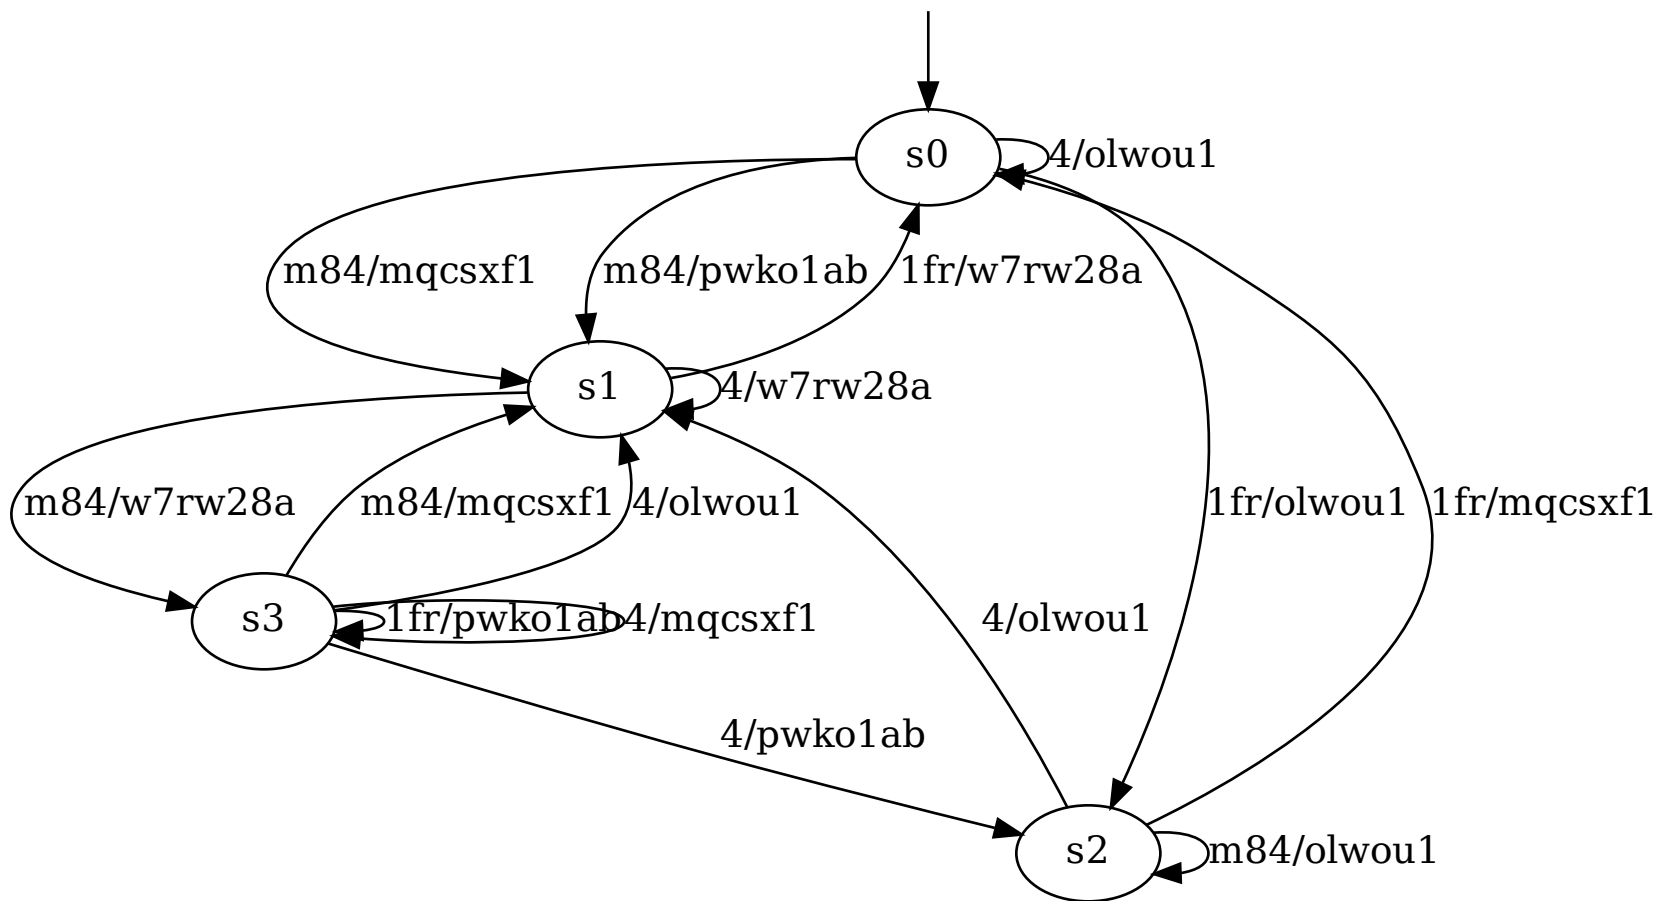 s0
4/olwou1
m84/mqcsxf1
m84/pwko1ab
1fr/w7rw28a
s1
4/w7rw28a
m84/w7rw28a
m84/mqcsxf1
4/olwou1
1fr/olwou1
1fr/mqcsxf1
s3
1fr/pwko1ab
4/mqcsxf1
4/olwou1
4/pwko1ab
s2
m84/olwou1